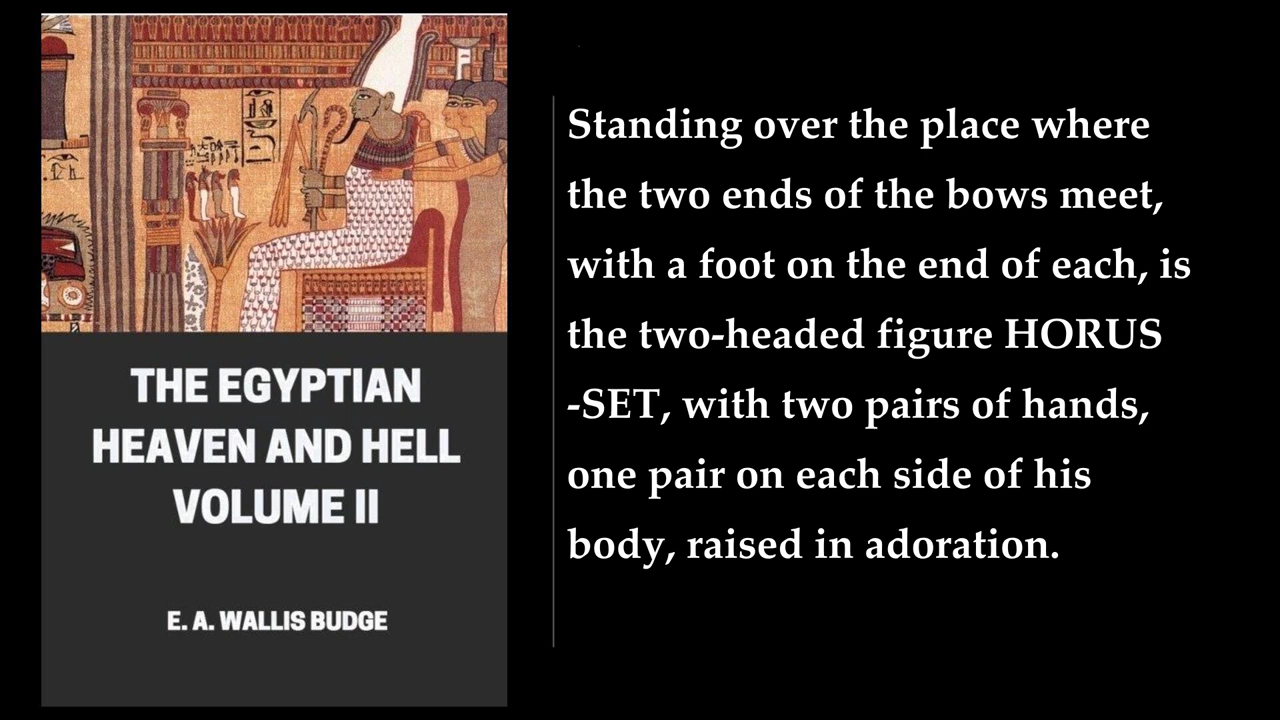 THE EGYPTIAN
HEAVEN AND HELL
VOLUME II
E. A. WALLIS BUDGE
Standing over the place where
the two ends of the bows meet,
with a foot on the end of each, is
the two-headed figure HORUS
-SET, with two pairs of hands,
one pair on each side of his
body, raised in adoration.